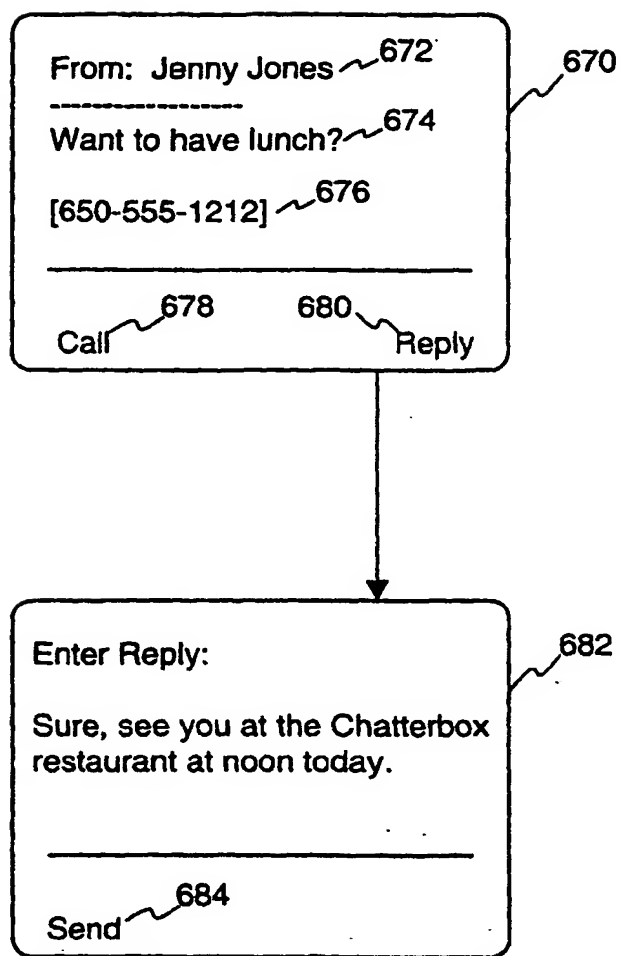 From: Jenny Jones 672
670
--------------------
Want to have lunch? 674
[650-555-1212] 676
678 680
Call Reply
Enter Reply:
682
Sure, see you at the Chatterbox
restaurant at noon today.
684
Send